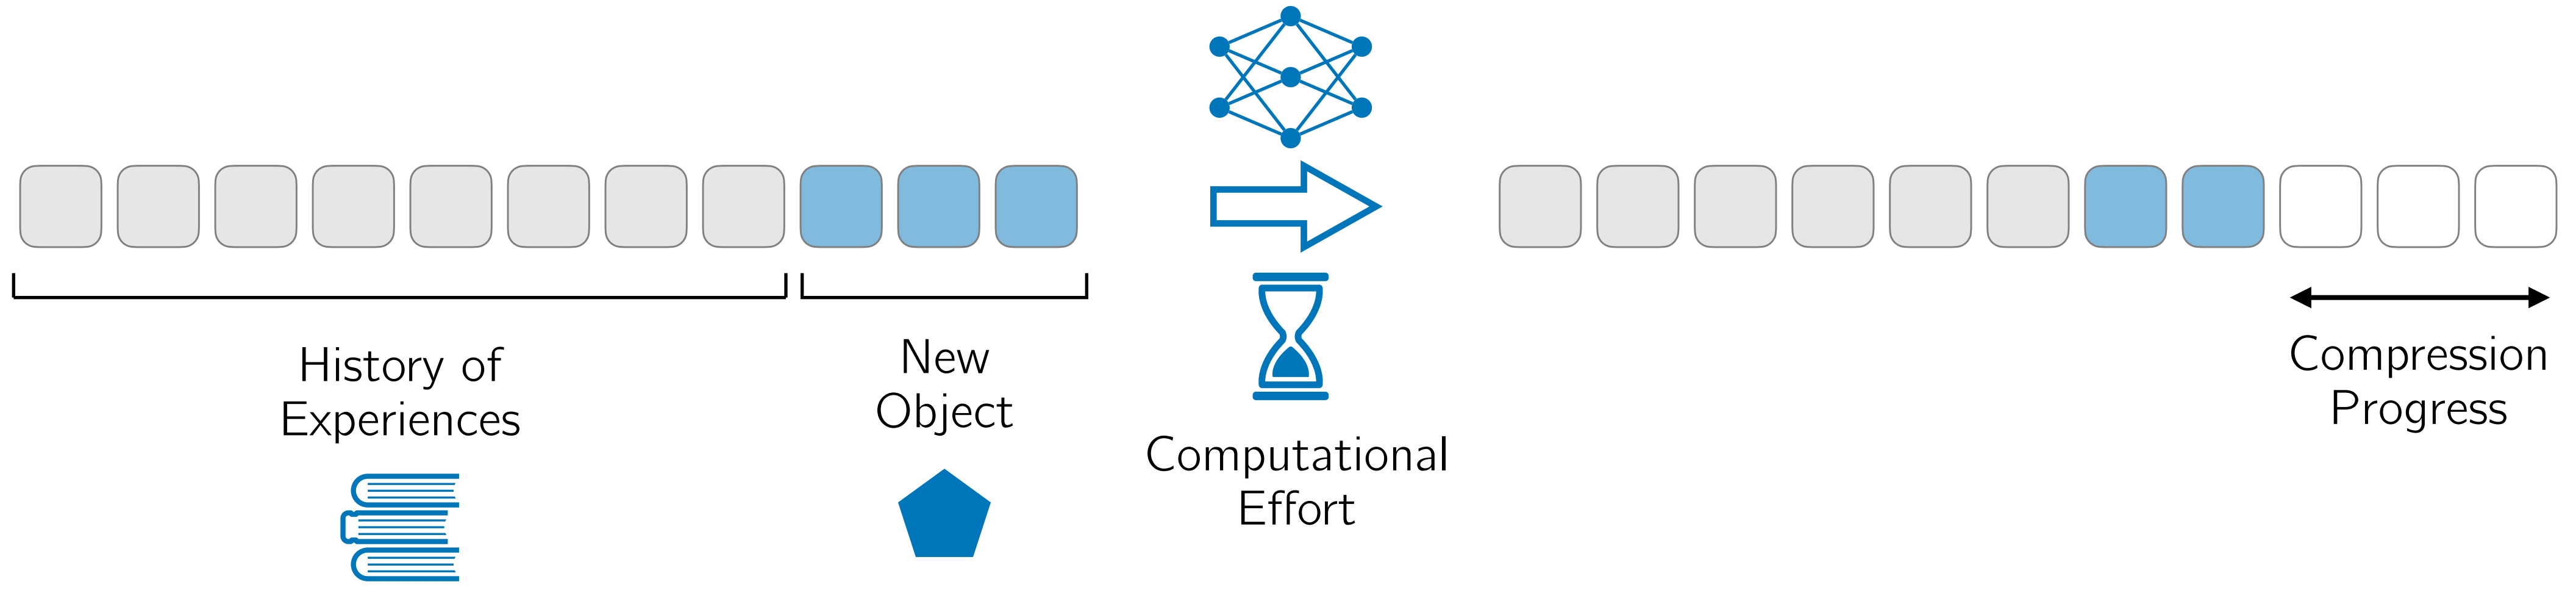 History of
Experiences
New
Object
Computational
Effort
Compression
Progress